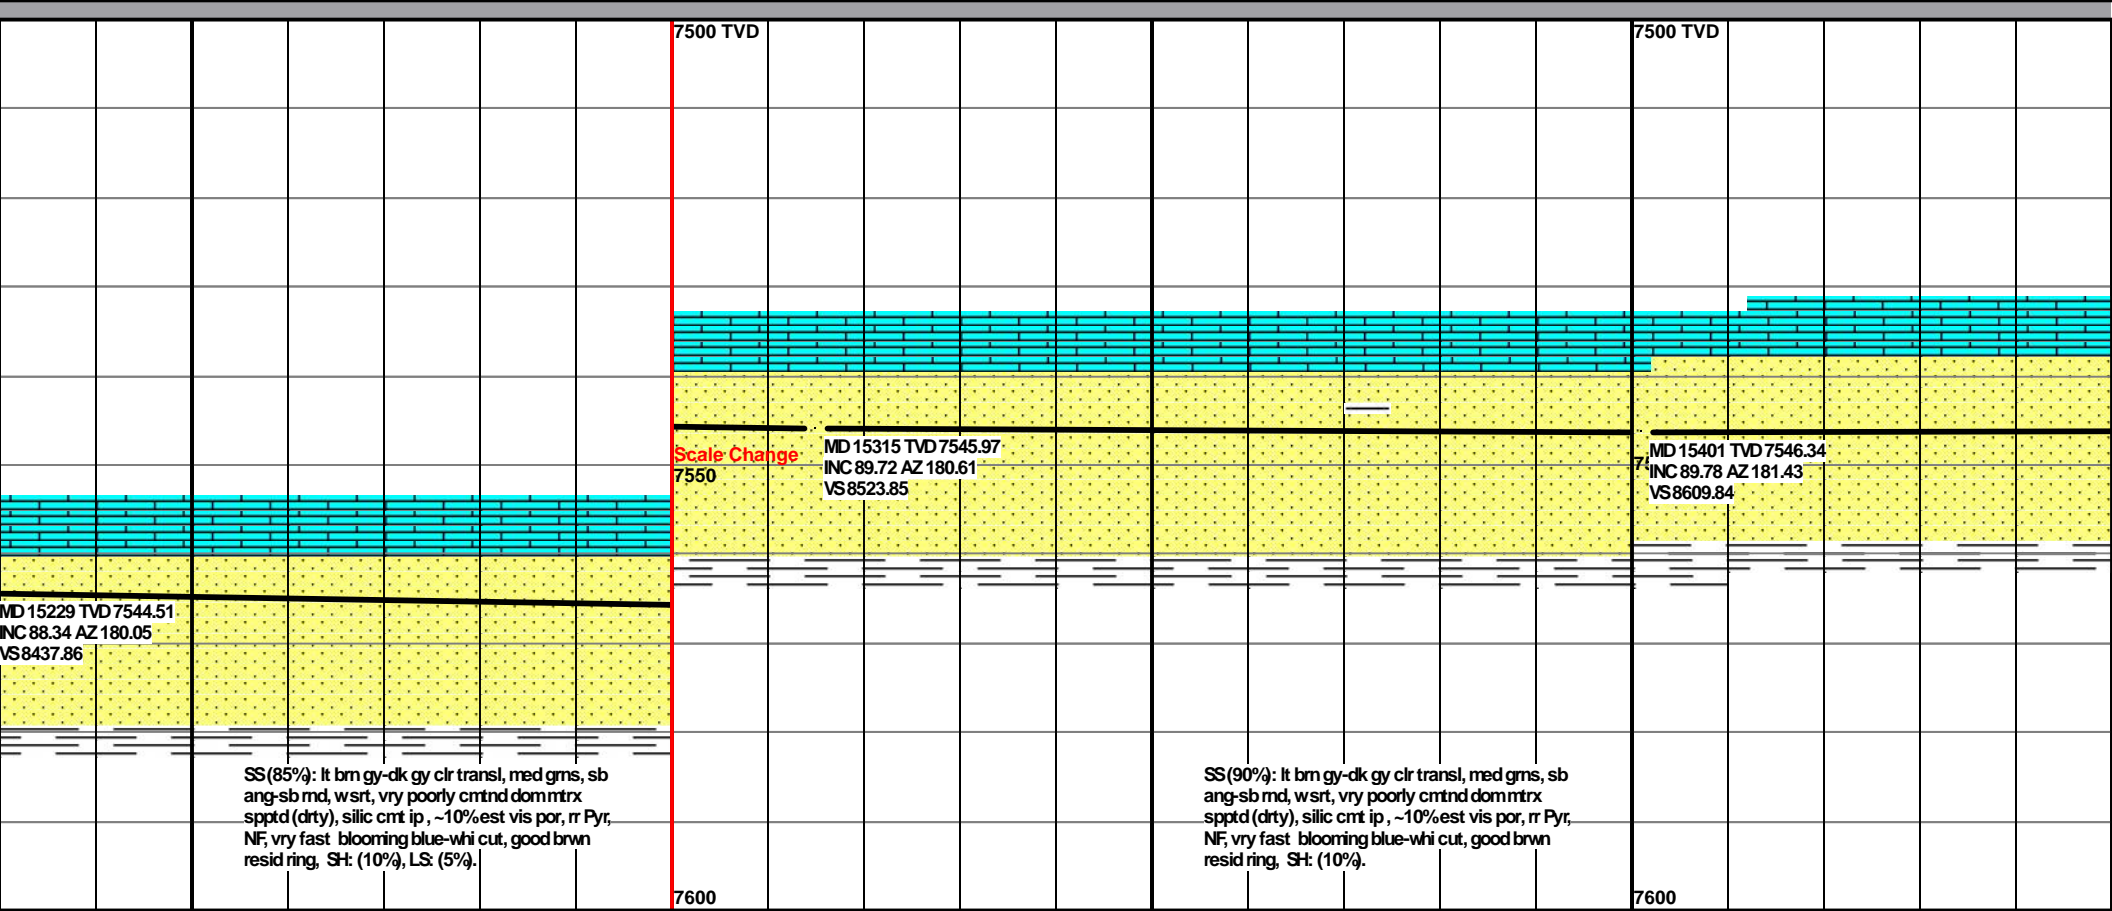 7500 TVD
7500 TVD
MD 15315 TVD 7545.97
INC 89.72 AZ 180.61
VS 8523.85
Scale Change
7550
MD 15401 TVD 7546.34
INC 89.78 AZ 181.43
VS 8609.84
75
MD 15229 TVD 7544.51
INC 88.34 AZ 180.05
VS 8437.86
SS (85%): lt brn gy-dk gy clr transl, med grns, sb
ang-sb rnd, w srt, vry poorly cmtnd dom mtrx
spptd (drty), silic cmt ip , ~10% est vis por, rr Pyr,
NF, vry fast blooming blue-whi cut, good brwn
resid ring, SH: (10%), LS: (5%).
SS (90%): lt brn gy-dk gy clr transl, med grns, sb
ang-sb rnd, w srt, vry poorly cmtnd dom mtrx
spptd (drty), silic cmt ip , ~10% est vis por, rr Pyr,
NF, vry fast blooming blue-whi cut, good brwn
resid ring, SH: (10%).
7600
7600